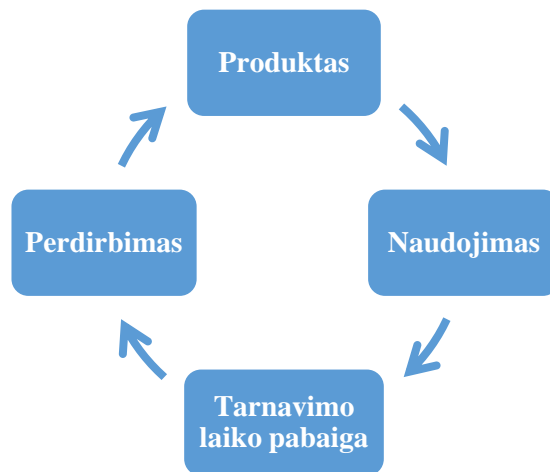 Produktas
Perdirbimas
Naudojimas
Tarnavimo
laiko pabaiga